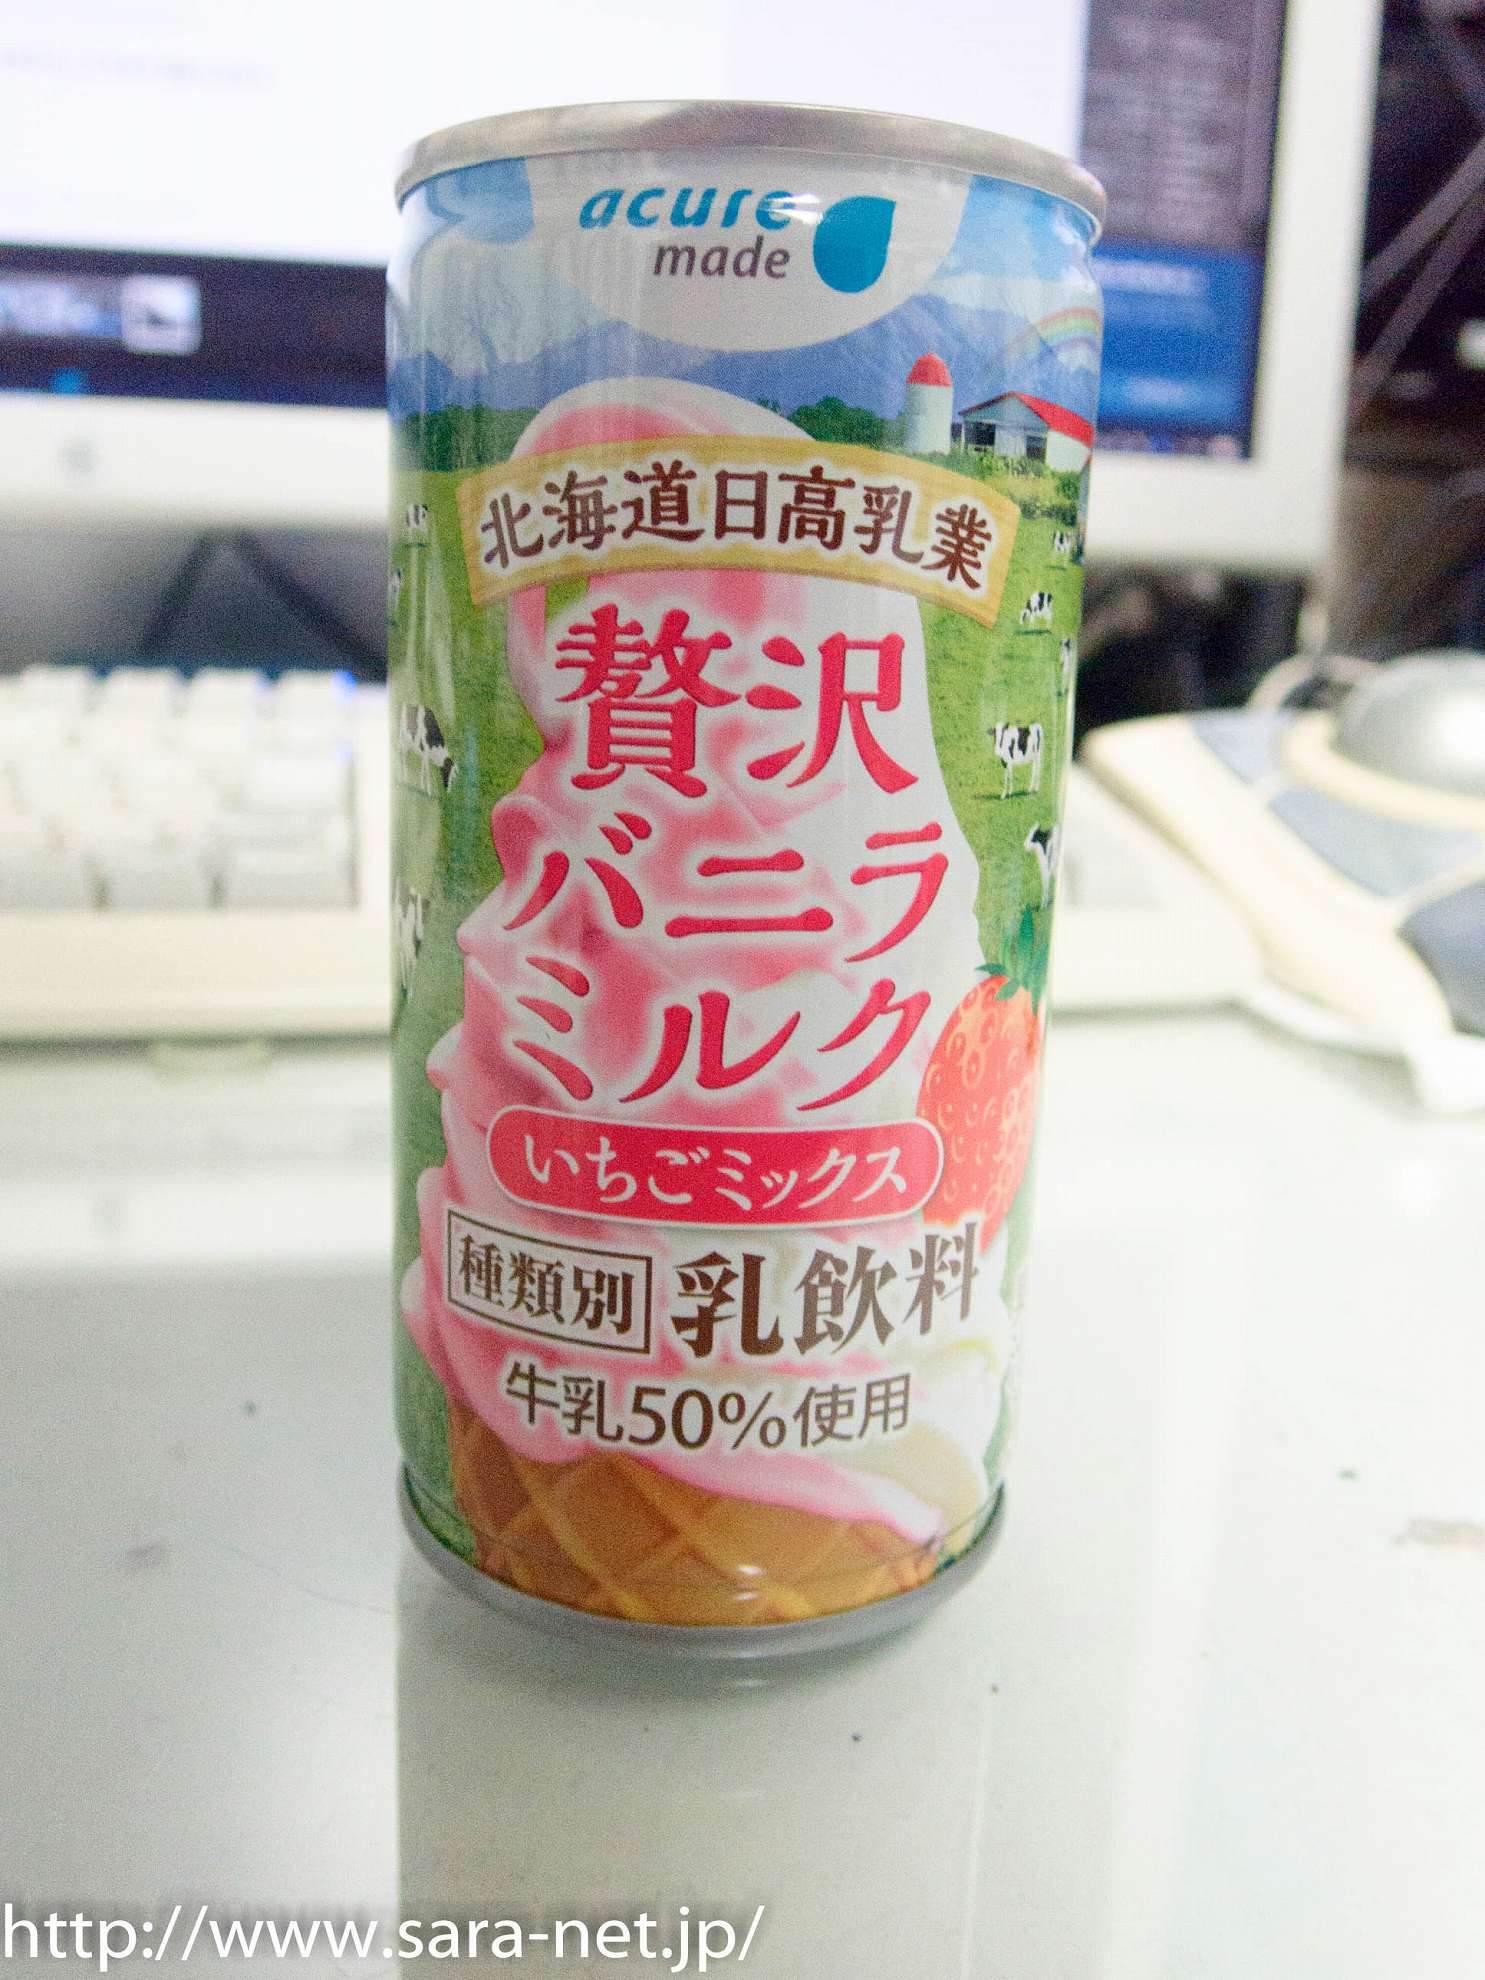 acure
made
北海道日高乳業
贅沢
バニラ
ミルク
いちごミックス
種類別 乳飲料
牛乳50%使用
http://www.sara-net.jp/